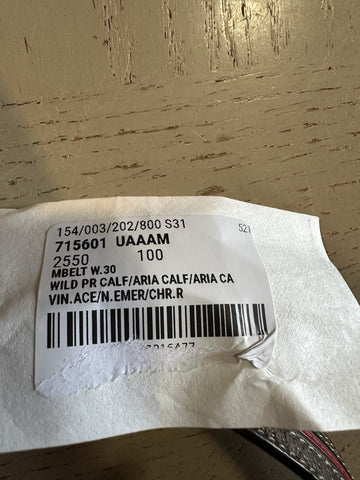 154/003/202/800 S31 521
715601 UAAAM
2550 100
MBELT W.30
WILD PR CALF/ARIA CALF/ARIA CA
VIN.ACE/N.EMER/CHR.R